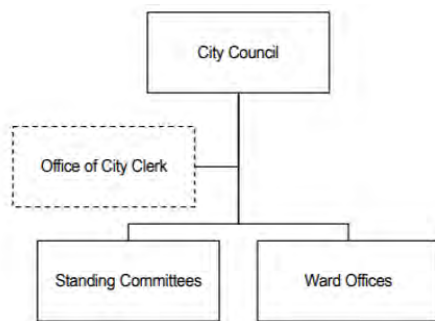 City Council
Office of City Clerk
Standing Committees
Ward Offices